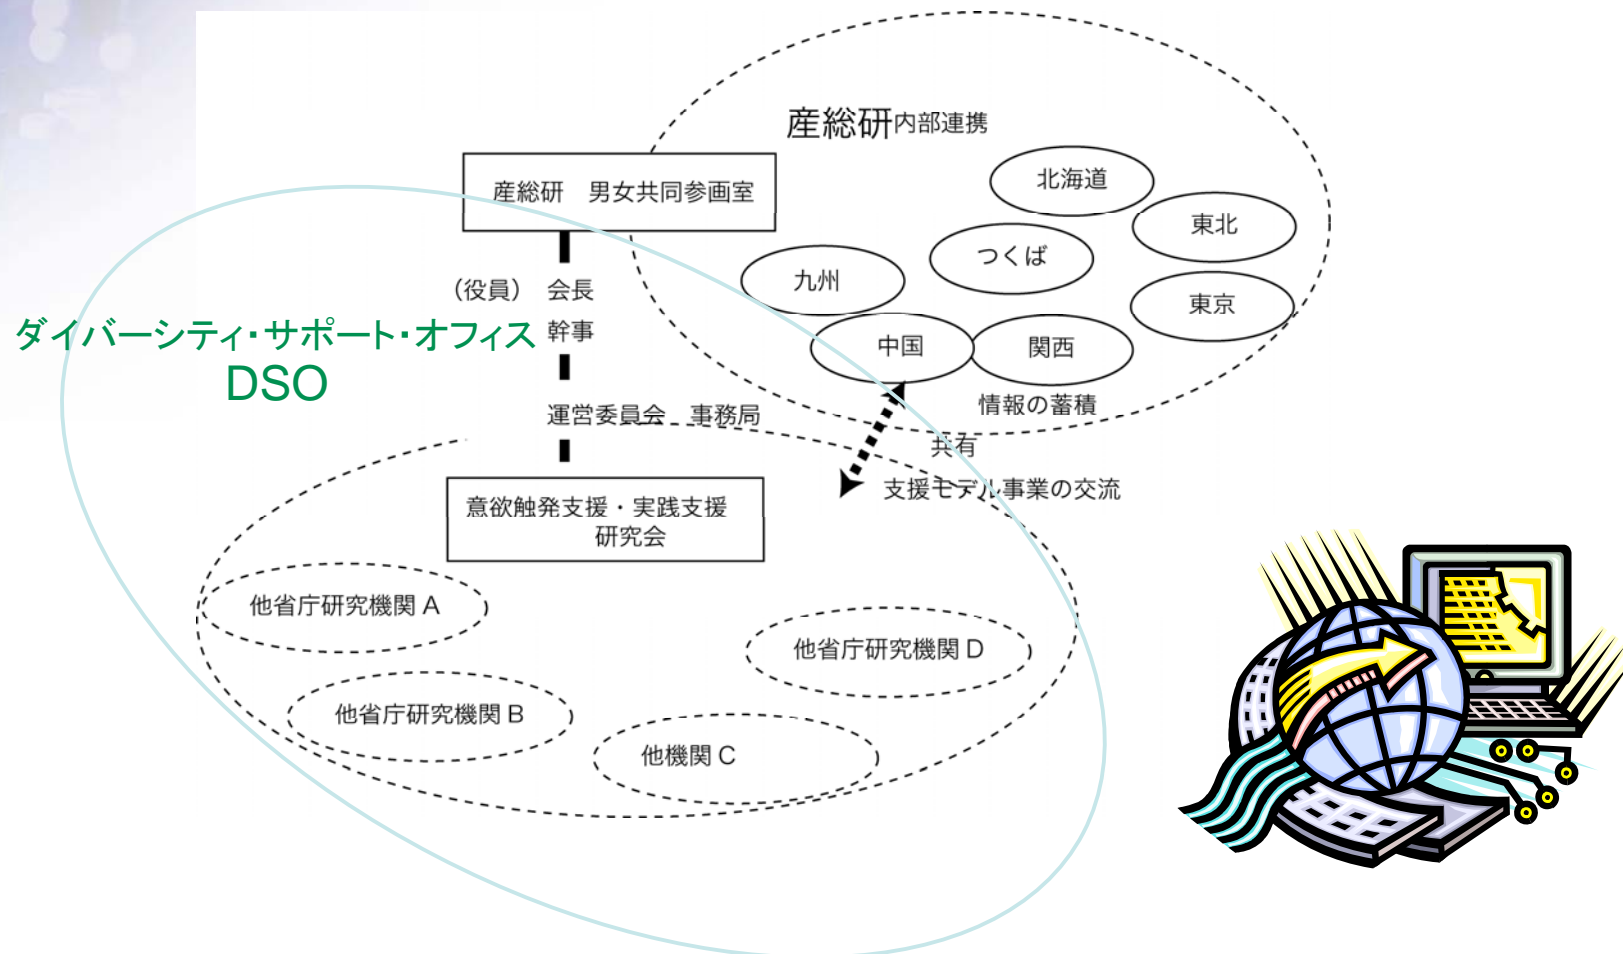 産総研内部連携
産総研　男女共同参画室
北海道
東北
つくば
九州
東京
中国
関西
（役員）　会長
幹事
ダイバーシティ・サポート・オフィス
DSO
運営委員会　事務局
情報の蓄積
共有
支援モデル事業の交流
意欲触発支援・実践支援
研究会
他省庁研究機関 A
他省庁研究機関 D
他省庁研究機関 B
他機関 C